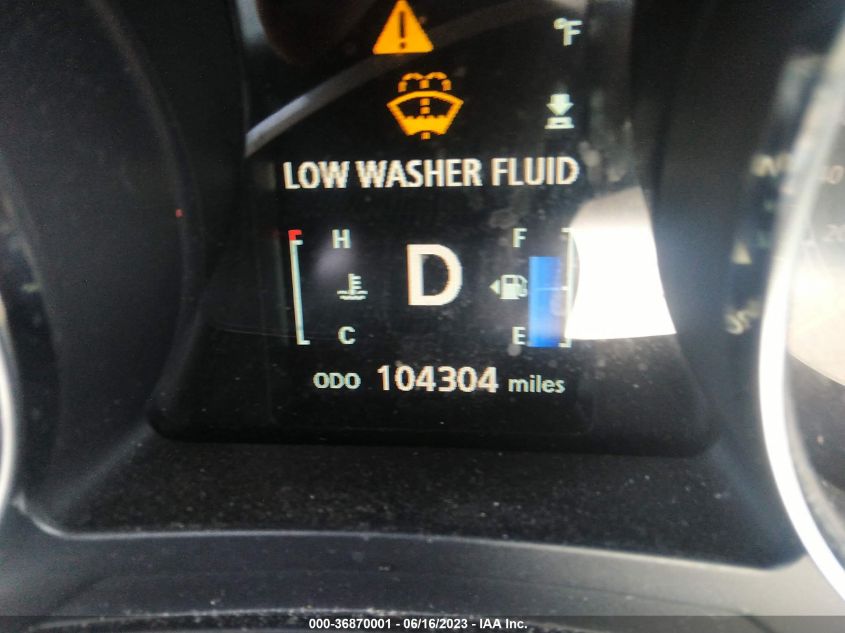 °F
LOW WASHER FLUID
H F
D
C E
ODO 104304 miles
000-36870001 - 06/16/2023 - IAA Inc.